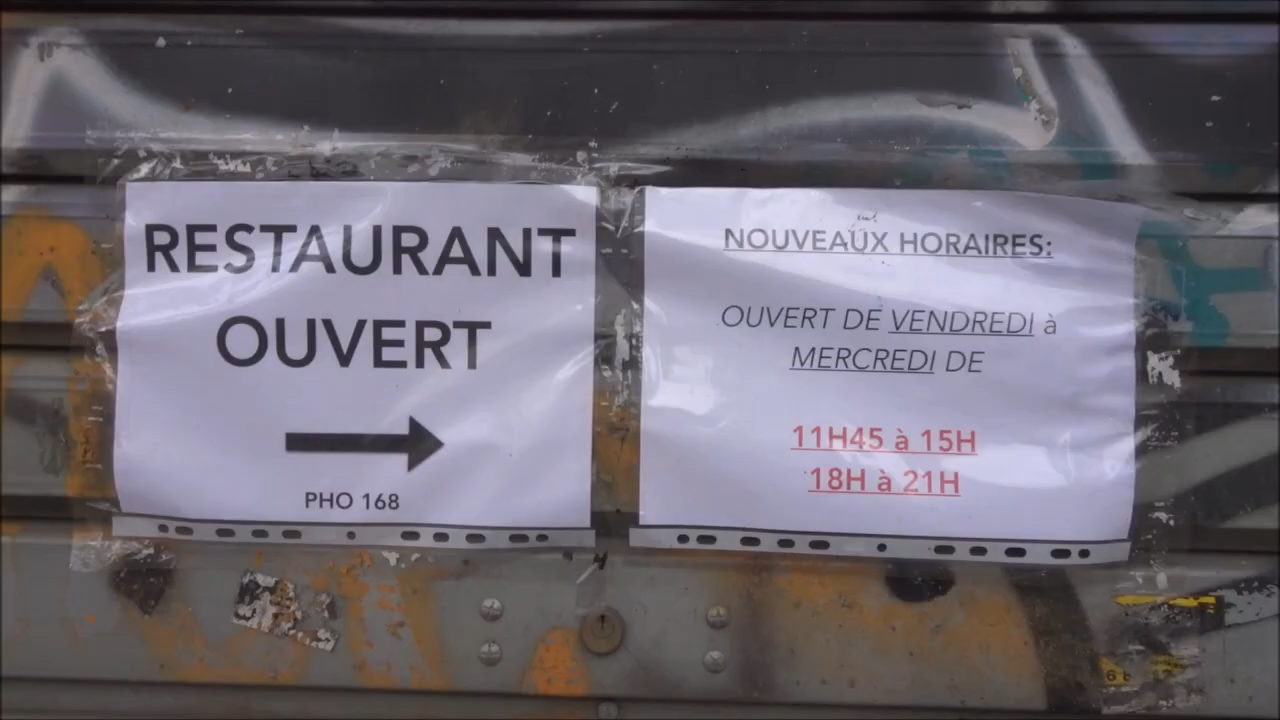 RESTAURANT
OUVERT
PHO 168
NOUVEAUX HORAIRES:
OUVERT DE VENDREDI à
MERCREDI DE
11H45 à 15H
18H à 21H